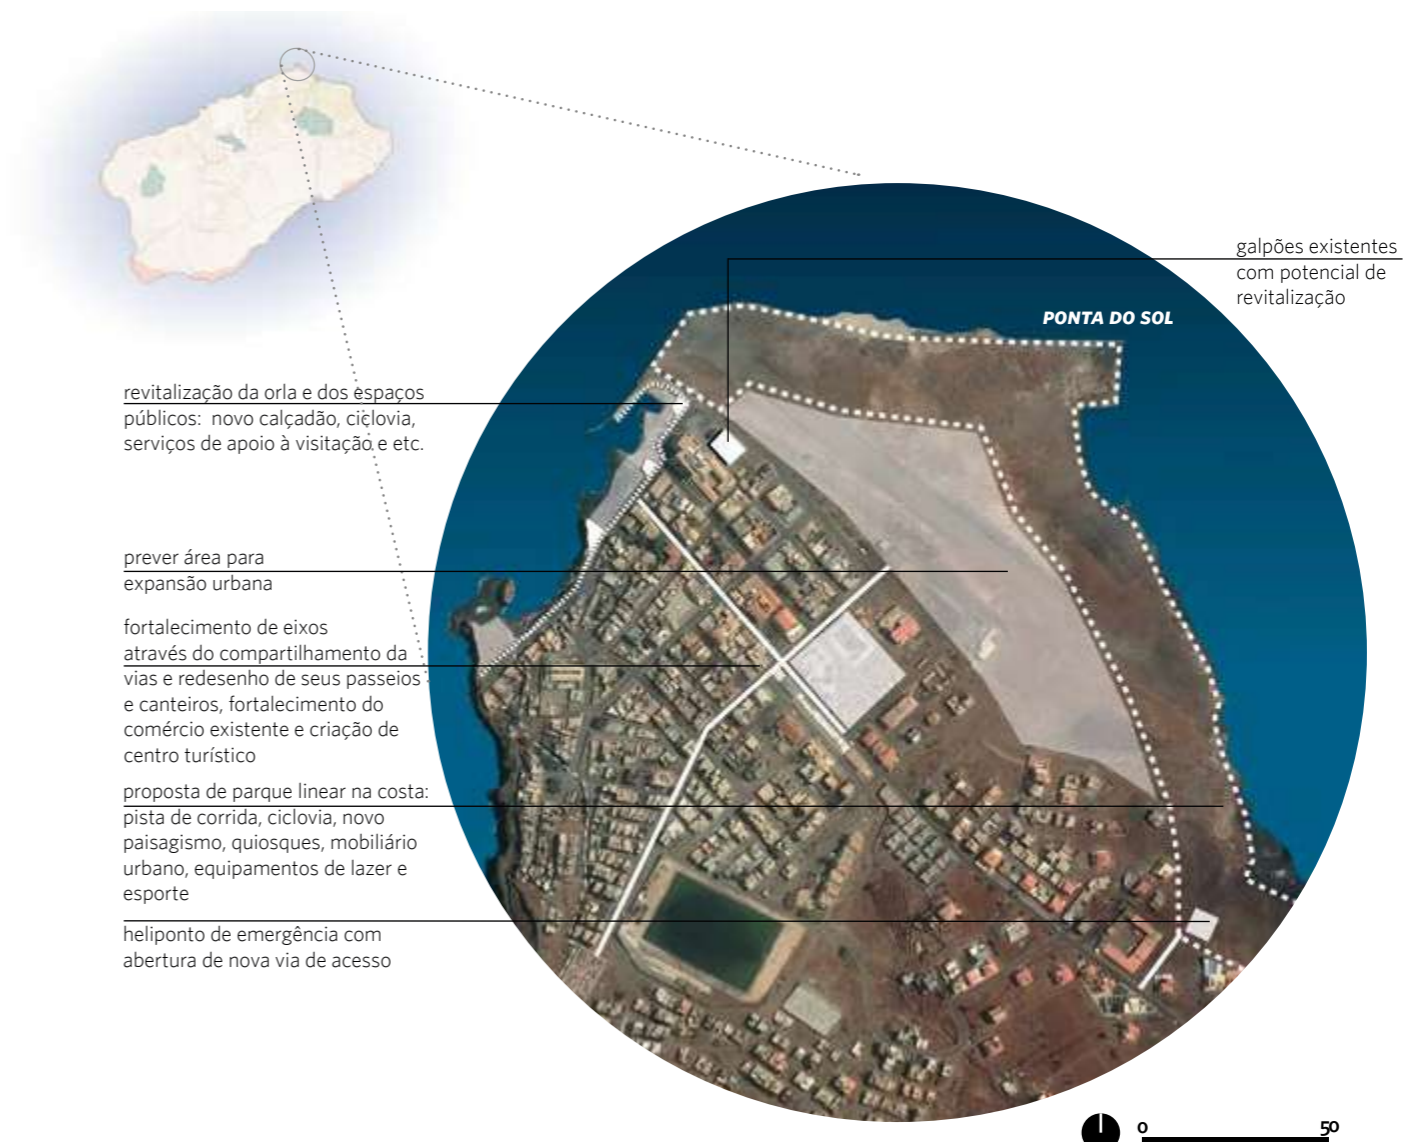 galpões existentes
com potencial de
revitalização
PONTA DO SOL
revitalização da orla e dos espaços
públicos: novo calçadão, ciclovia,
serviços de apoio à visitação e etc.
prever área para
expansão urbana
fortalecimento de eixos
através do compartilhamento da
vias e redesenho de seus passeios
e canteiros, fortalecimento do
comércio existente e criação de
centro turístico
proposta de parque linear na costa:
pista de corrida, ciclovia, novo
paisagismo, quiosques, mobiliário
urbano, equipamentos de lazer e
esporte
heliponto de emergência com
abertura de nova via de acesso
0 50